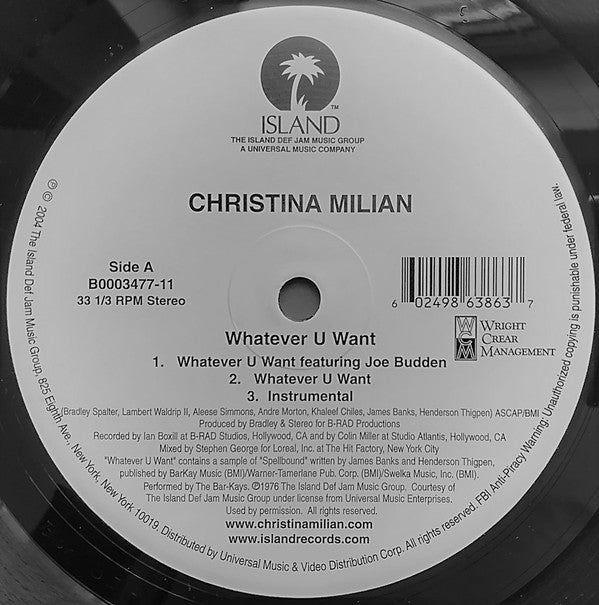 ISLAND
™
THE ISLAND DEF JAM MUSIC GROUP
A UNIVERSAL MUSIC COMPANY
CHRISTINA MILIAN
Side A
B0003477-11
33 1/3 RPM Stereo
6 02498 63863 7
WCM
WRIGHT
CREAR
MANAGEMENT
Whatever U Want
1. Whatever U Want featuring Joe Budden
2. Whatever U Want
3. Instrumental
(Bradley Spalter, Lambert Waldrip II, Aleese Simmons, Andre Morton, Khaleef Chiles, James Banks, Henderson Thigpen) ASCAP/BMI
Produced by Bradley & Stereo for B-RAD Productions
Recorded by Ian Boxill at B-RAD Studios, Hollywood, CA and by Colin Miller at Studio Atlantis, Hollywood, CA
Mixed by Stephen George for Loreal, Inc. at The Hit Factory, New York City
"Whatever U Want" contains a sample of "Spellbound" written by James Banks and Henderson Thigpen,
published by BarKay Music (BMI)/Warner-Tamerlane Pub. Corp. (BMI)/Swelka Music, Inc. (BMI).
Performed by The Bar-Kays. ℗1976 The Island Def Jam Music Group. Courtesy of
The Island Def Jam Music Group under license from Universal Music Enterprises.
Used by permission. All rights reserved.
www.christinamilian.com
www.islandrecords.com
℗ © 2004 The Island Def Jam Music Group, 825 Eighth Ave., New York, New York 10019. Distributed by Universal Music & Video Distribution Corp. All rights reserved. FBI Anti-Piracy Warning: Unauthorized copying is punishable under federal law.